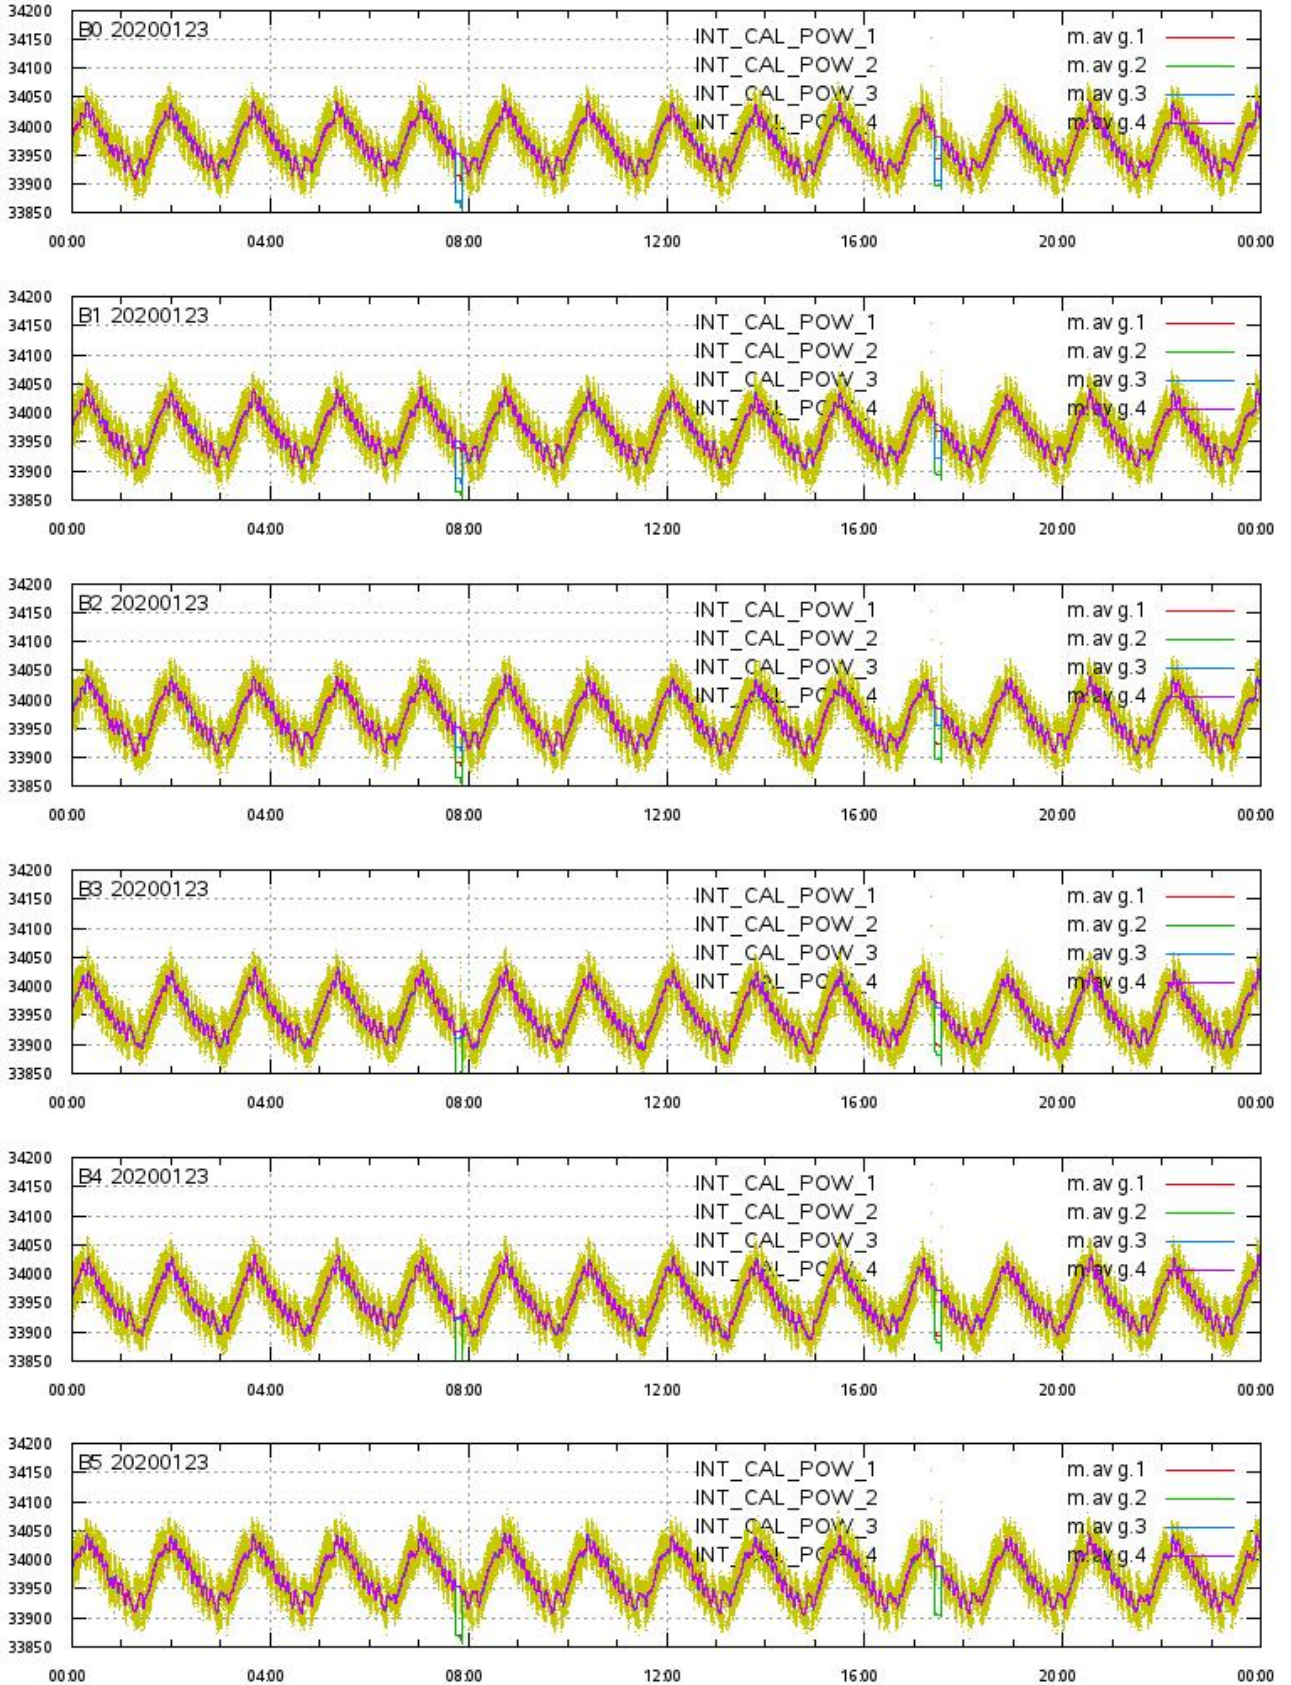 34200
B0 20200123 INT_CAL_POW_1 m.avg.1
34150
INT_CAL_POW_2 m.avg.2
34100
INT_CAL_POW_3 m.avg.3
34050
INT_CAL_POW_4 m.avg.4
34000
33950
33900
33850
00:00 04:00 08:00 12:00 16:00 20:00 00:00
34200
B1 20200123 INT_CAL_POW_1 m.avg.1
34150
INT_CAL_POW_2 m.avg.2
34100
INT_CAL_POW_3 m.avg.3
34050
INT_CAL_POW_4 m.avg.4
34000
33950
33900
33850
00:00 04:00 08:00 12:00 16:00 20:00 00:00
34200
B2 20200123 INT_CAL_POW_1 m.avg.1
34150
INT_CAL_POW_2 m.avg.2
34100
INT_CAL_POW_3 m.avg.3
34050
INT_CAL_POW_4 m.avg.4
34000
33950
33900
33850
00:00 04:00 08:00 12:00 16:00 20:00 00:00
34200
B3 20200123 INT_CAL_POW_1 m.avg.1
34150
INT_CAL_POW_2 m.avg.2
34100
INT_CAL_POW_3 m.avg.3
34050
INT_CAL_POW_4 m.avg.4
34000
33950
33900
33850
00:00 04:00 08:00 12:00 16:00 20:00 00:00
34200
B4 20200123 INT_CAL_POW_1 m.avg.1
34150
INT_CAL_POW_2 m.avg.2
34100
INT_CAL_POW_3 m.avg.3
34050
INT_CAL_POW_4 m.avg.4
34000
33950
33900
33850
00:00 04:00 08:00 12:00 16:00 20:00 00:00
34200
B5 20200123 INT_CAL_POW_1 m.avg.1
34150
INT_CAL_POW_2 m.avg.2
34100
INT_CAL_POW_3 m.avg.3
34050
INT_CAL_POW_4 m.avg.4
34000
33950
33900
33850
00:00 04:00 08:00 12:00 16:00 20:00 00:00